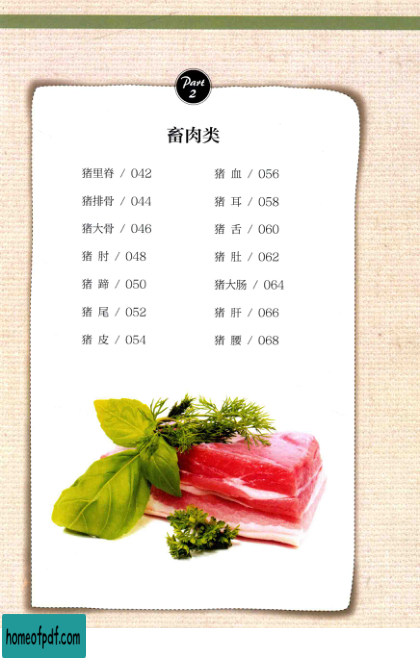 Part
2
畜肉类
猪里脊 / 042
猪排骨 / 044
猪大骨 / 046
猪 肘 / 048
猪 蹄 / 050
猪 尾 / 052
猪 皮 / 054
猪 血 / 056
猪 耳 / 058
猪 舌 / 060
猪 肚 / 062
猪大肠 / 064
猪 肝 / 066
猪 腰 / 068
homeofpdf.com